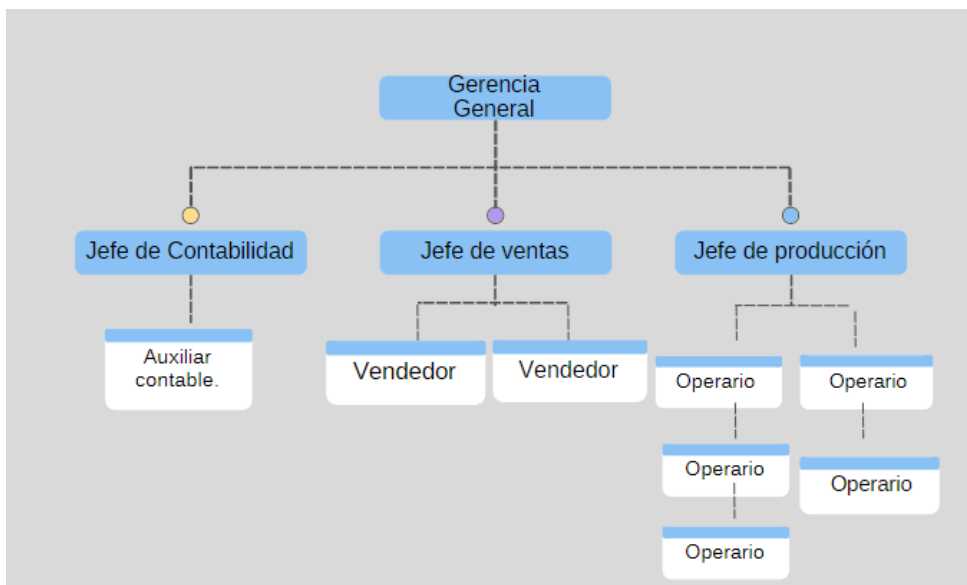 Gerencia
General
Jefe de Contabilidad
Jefe de ventas
Jefe de producción
Auxiliar
contable.
Vendedor
Vendedor
Operario
Operario
Operario
Operario
Operario